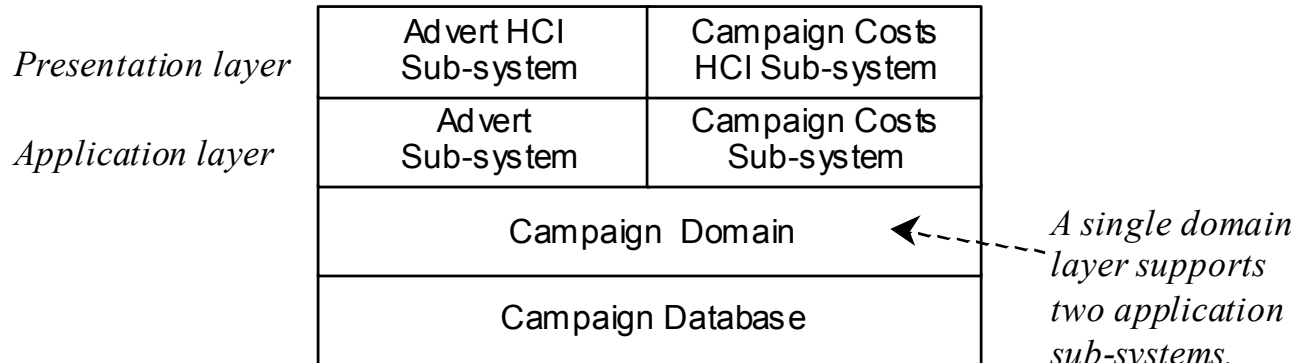 Advert HCI
Sub-system
Campaign Costs
HCI Sub-system
Presentation layer
Advert
Sub-system
Campaign Costs
Sub-system
Application layer
Campaign Domain
A single domain
layer supports
two application
sub-systems.
Campaign Database